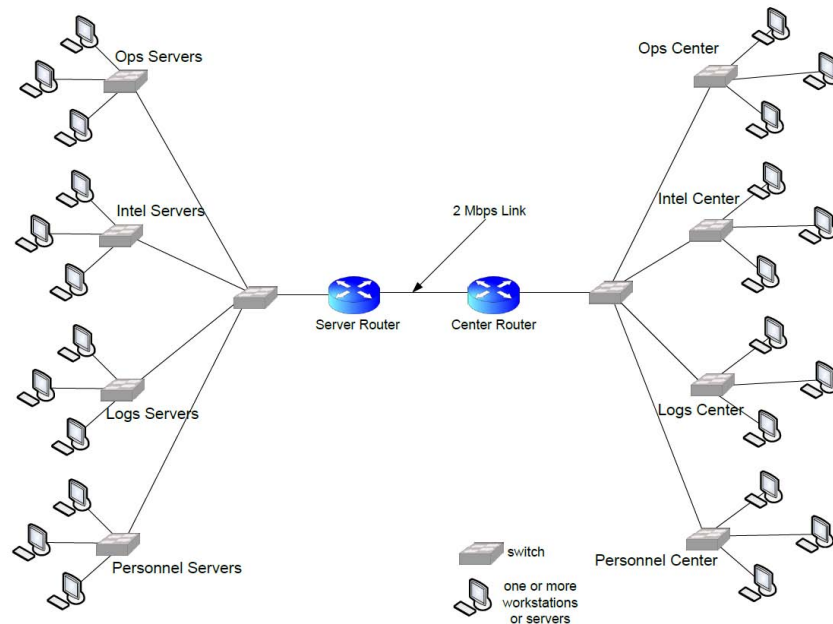 Ops Servers
Ops Center
Intel Servers
Intel Center
2 Mbps Link
Server Router
Center Router
Logs Servers
Logs Center
Personnel Servers
Personnel Center
switch
one or more
workstations
or servers